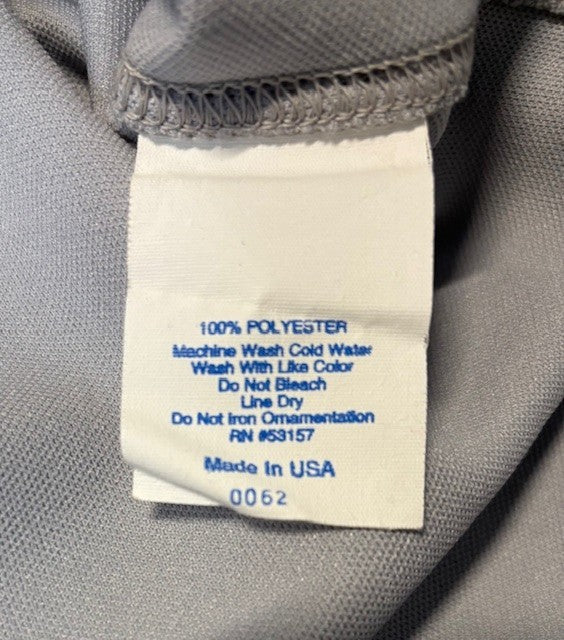 100% POLYESTER
Machine Wash Cold Water
Wash With Like Color
Do Not Bleach
Line Dry
Do Not Iron Ornamentation
RN #53157
Made In USA
0062